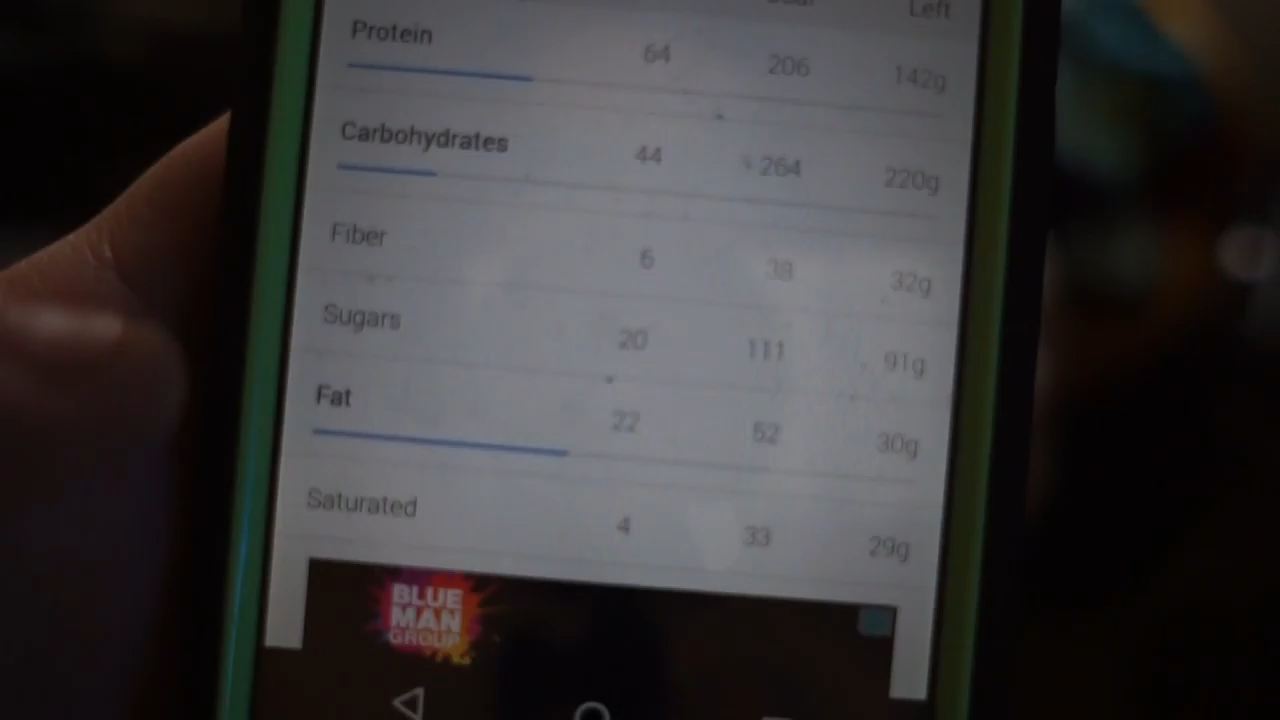 Left
Protein 64 206 142g
Carbohydrates 44 264 220g
Fiber 6 38 32g
Sugars 20 111 91g
Fat 22 52 30g
Saturated 4 33 29g
BLUE
MAN
GROUP